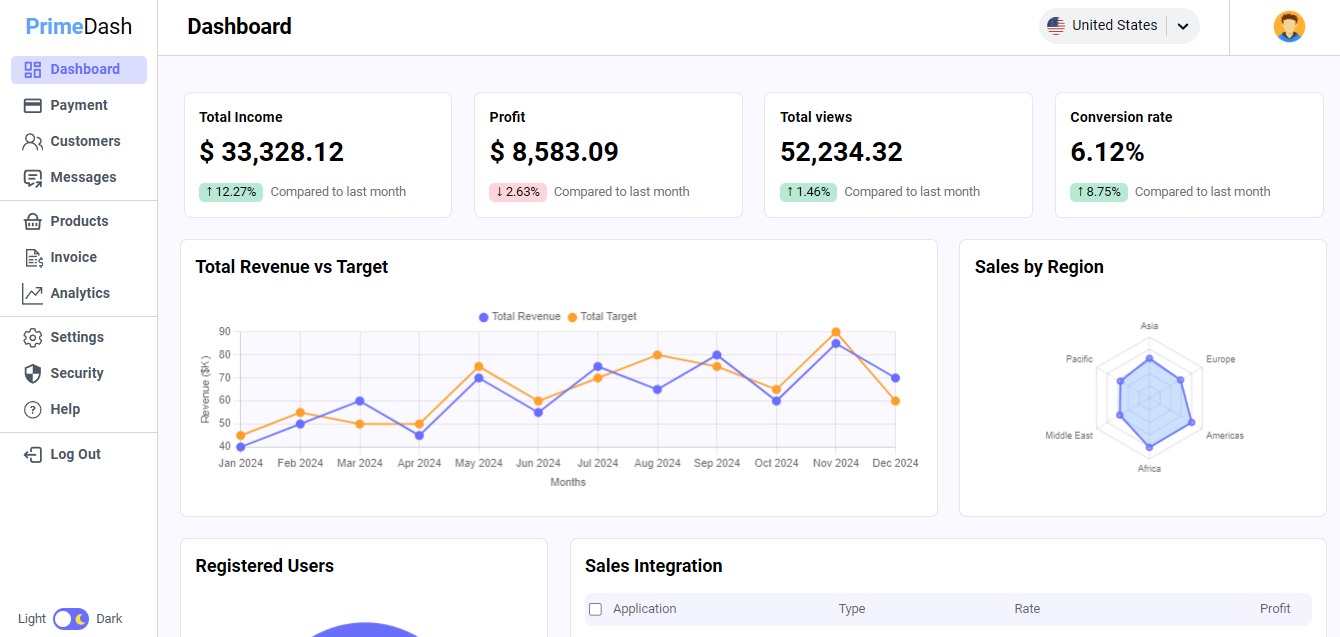 PrimeDash
Dashboard
United States
Dashboard
Payment
Customers
Messages
Products
Invoice
Analytics
Settings
Security
? Help
Log Out
Light Dark
Total Income
$ 33,328.12
↑ 12.27% Compared to last month
Profit
$ 8,583.09
↓ 2.63% Compared to last month
Total views
52,234.32
↑ 1.46% Compared to last month
Conversion rate
6.12%
↑ 8.75% Compared to last month
Total Revenue vs Target
Total Revenue Total Target
Revenue ($K)
90
80
70
60
50
40
Jan 2024 Feb 2024 Mar 2024 Apr 2024 May 2024 Jun 2024 Jul 2024 Aug 2024 Sep 2024 Oct 2024 Nov 2024 Dec 2024
Months
Sales by Region
Asia
Pacific Europe
Middle East Americas
Africa
Registered Users
Sales Integration
Application Type Rate Profit